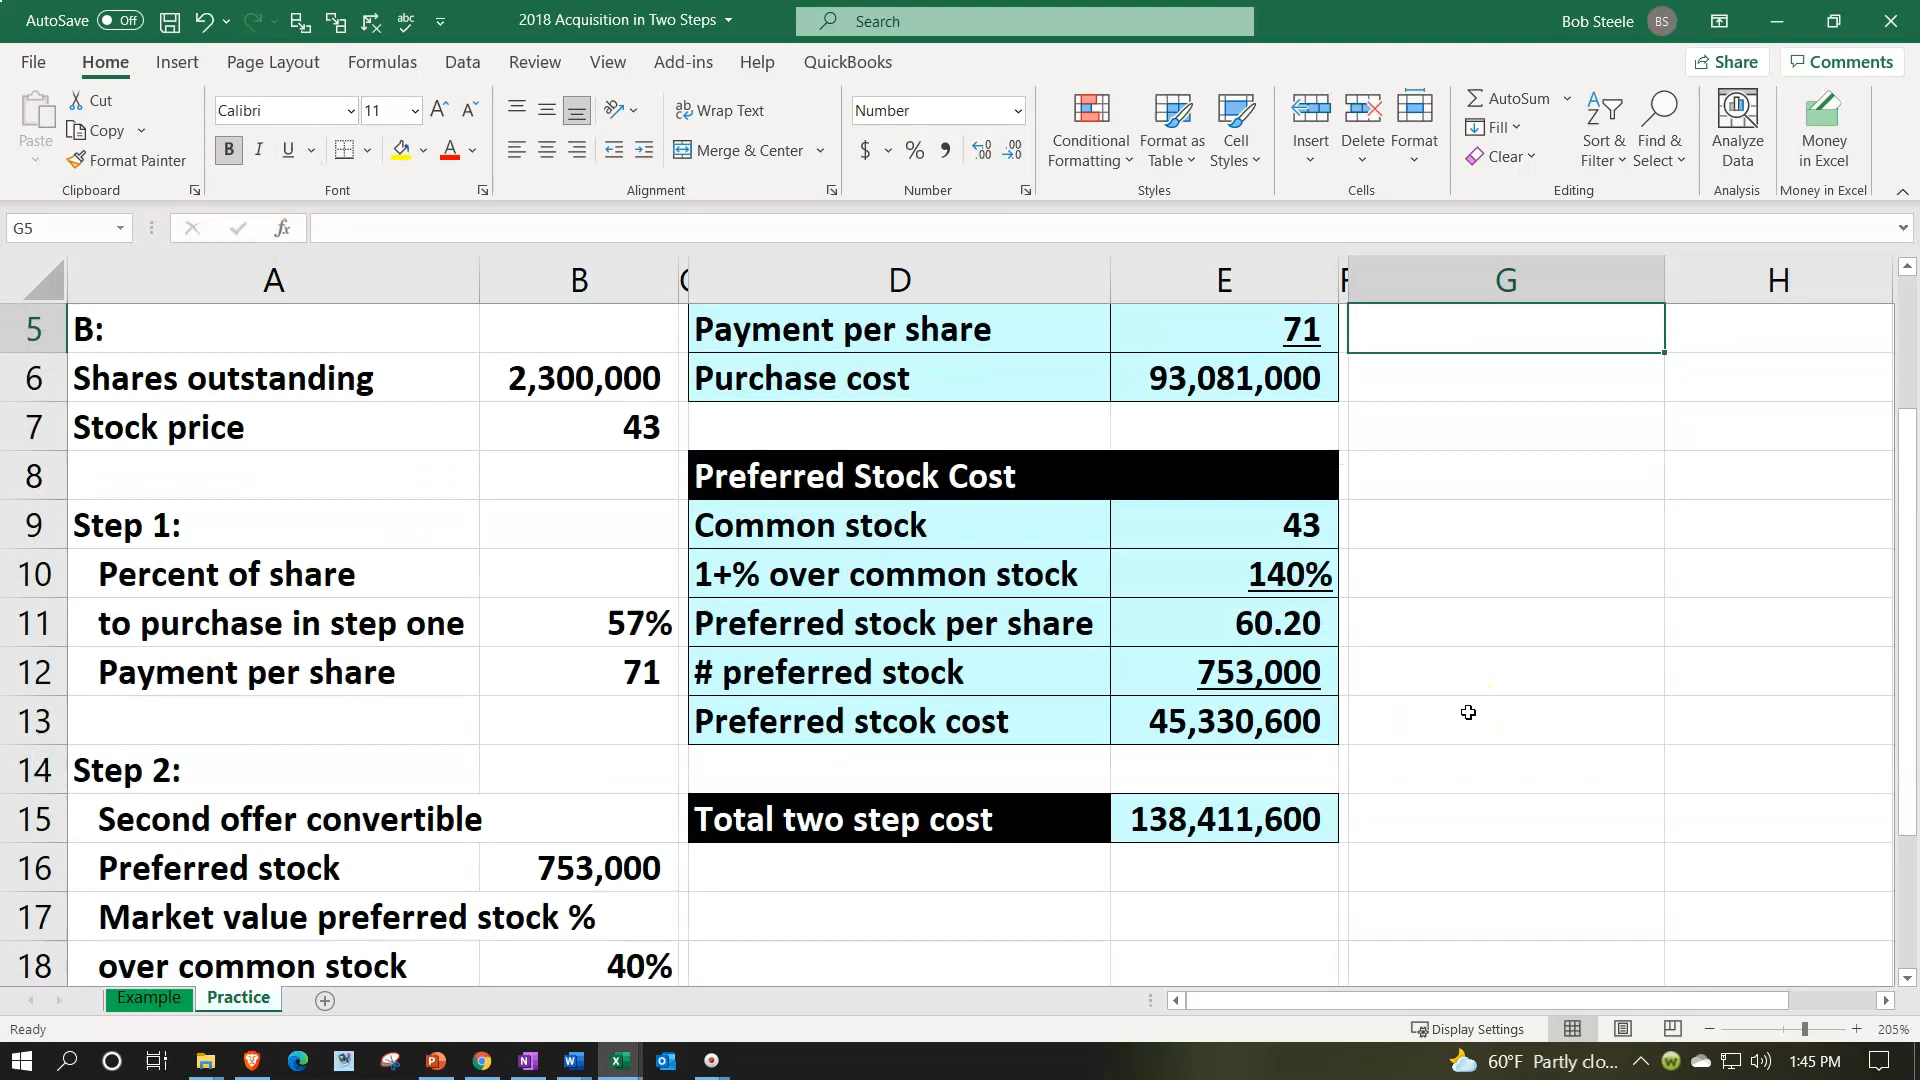 AutoSave Off 2018 Acquisition in Two Steps Search Bob Steele BS
File Home Insert Page Layout Formulas Data Review View Add-ins Help QuickBooks Share Comments
Paste Cut Copy Format Painter Clipboard
Calibri 11 B I U A Font
ab Wrap Text Merge & Center Alignment
Number $ % Number
Conditional Formatting Format as Table Cell Styles Styles
Insert Delete Format Cells
AutoSum Fill Clear Sort & Filter Find & Select Editing
Analyze Data Analysis
Money in Excel Money in Excel
G5 fx
A B C D E F G H
5 B: Payment per share 71
6 Shares outstanding 2,300,000 Purchase cost 93,081,000
7 Stock price 43
8 Preferred Stock Cost
9 Step 1: Common stock 43
10 Percent of share 1+% over common stock 140%
11 to purchase in step one 57% Preferred stock per share 60.20
12 Payment per share 71 # preferred stock 753,000
13 Preferred stcok cost 45,330,600
14 Step 2:
15 Second offer convertible Total two step cost 138,411,600
16 Preferred stock 753,000
17 Market value preferred stock %
18 over common stock 40%
Example Practice
Ready Display Settings 205%
60°F Partly clo... 1:45 PM